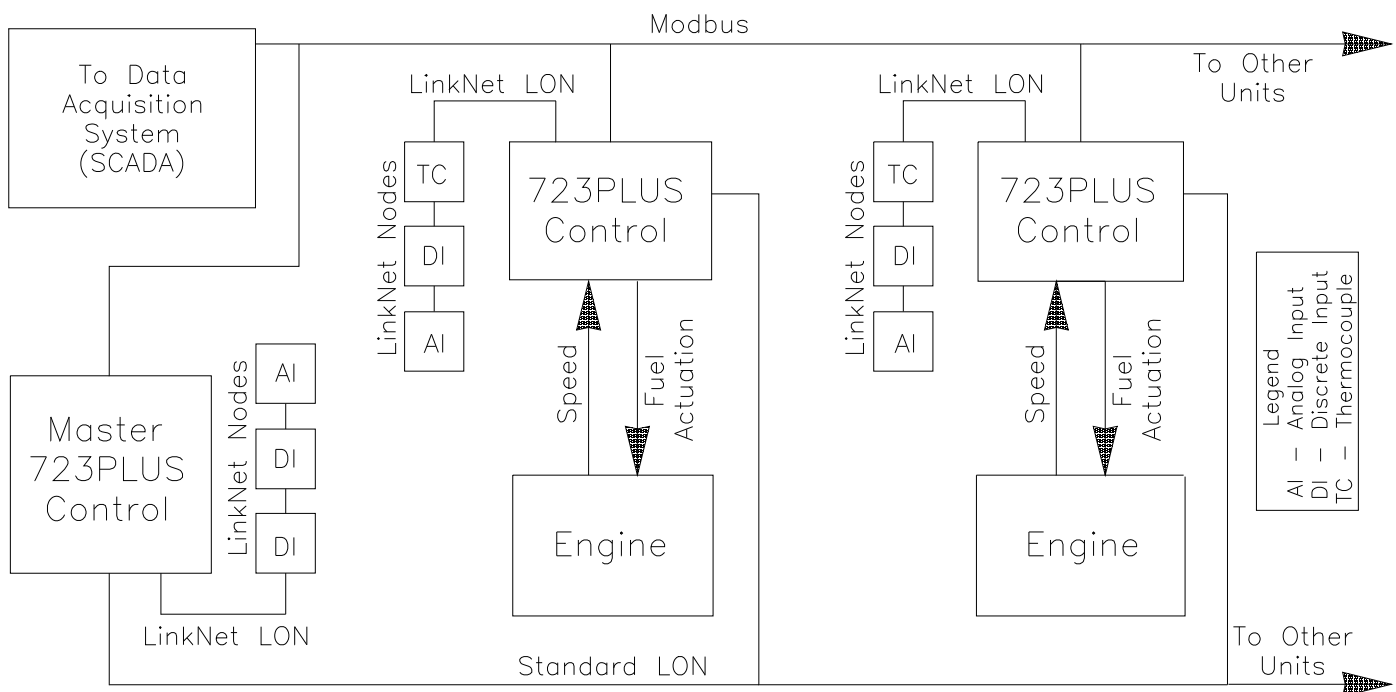 Modbus
To Data
Acquisition
System
(SCADA)
To Other
Units
LinkNet LON
LinkNet Nodes
TC
DI
AI
723PLUS
Control
Speed
Fuel
Actuation
Engine
LinkNet LON
LinkNet Nodes
TC
DI
AI
723PLUS
Control
Speed
Fuel
Actuation
Engine
Legend
AI – Analog Input
DI – Discrete Input
TC – Thermocouple
Master
723PLUS
Control
LinkNet Nodes
AI
DI
DI
LinkNet LON
Standard LON
To Other
Units